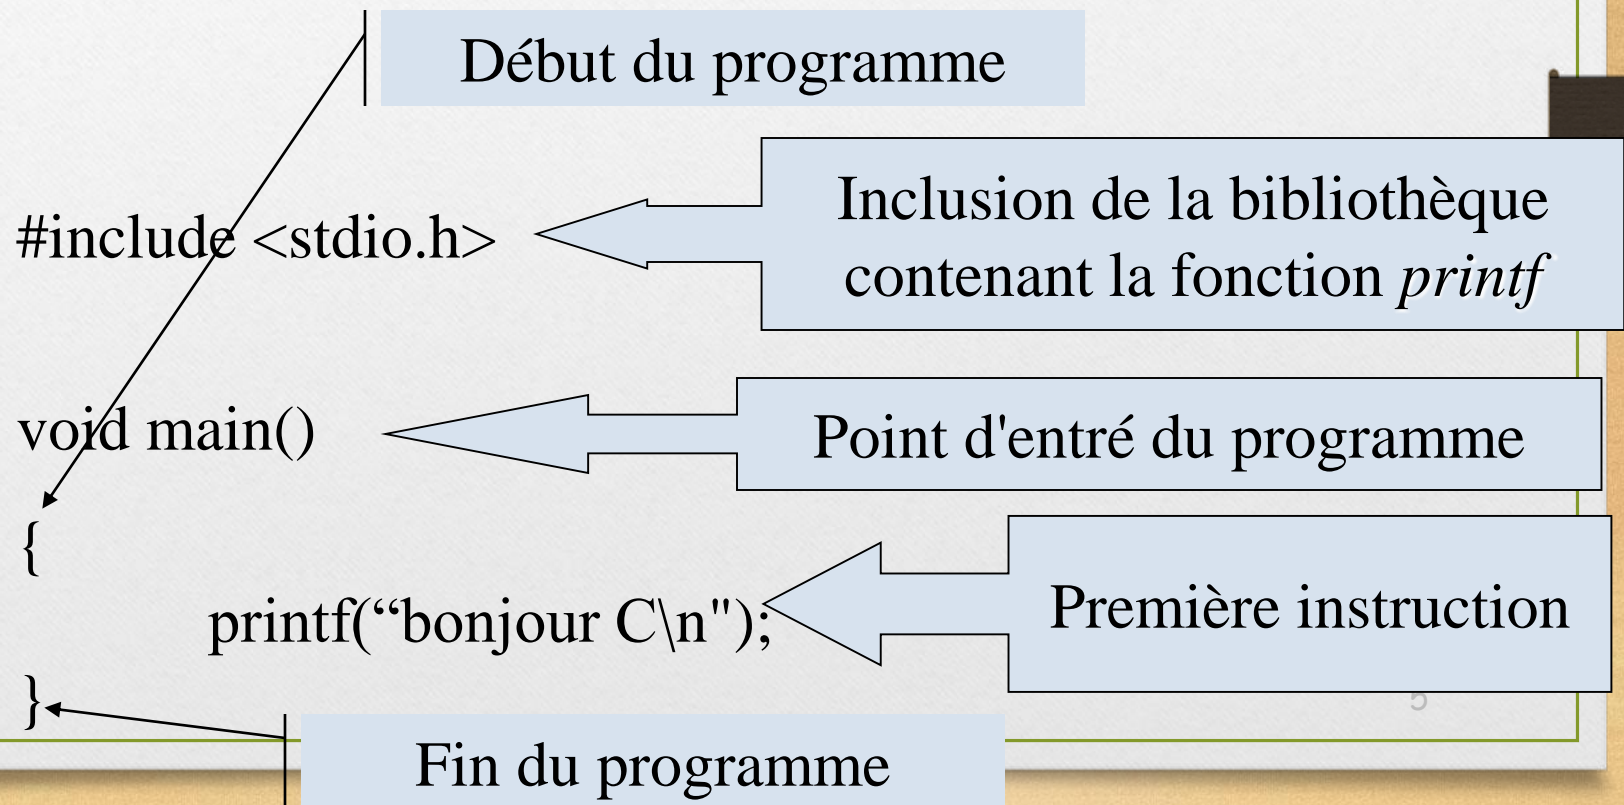 Début du programme
#include <stdio.h>
Inclusion de la bibliothèque
contenant la fonction printf
void main()
Point d'entré du programme
{
printf(“bonjour C\n");
Première instruction
}
5
Fin du programme